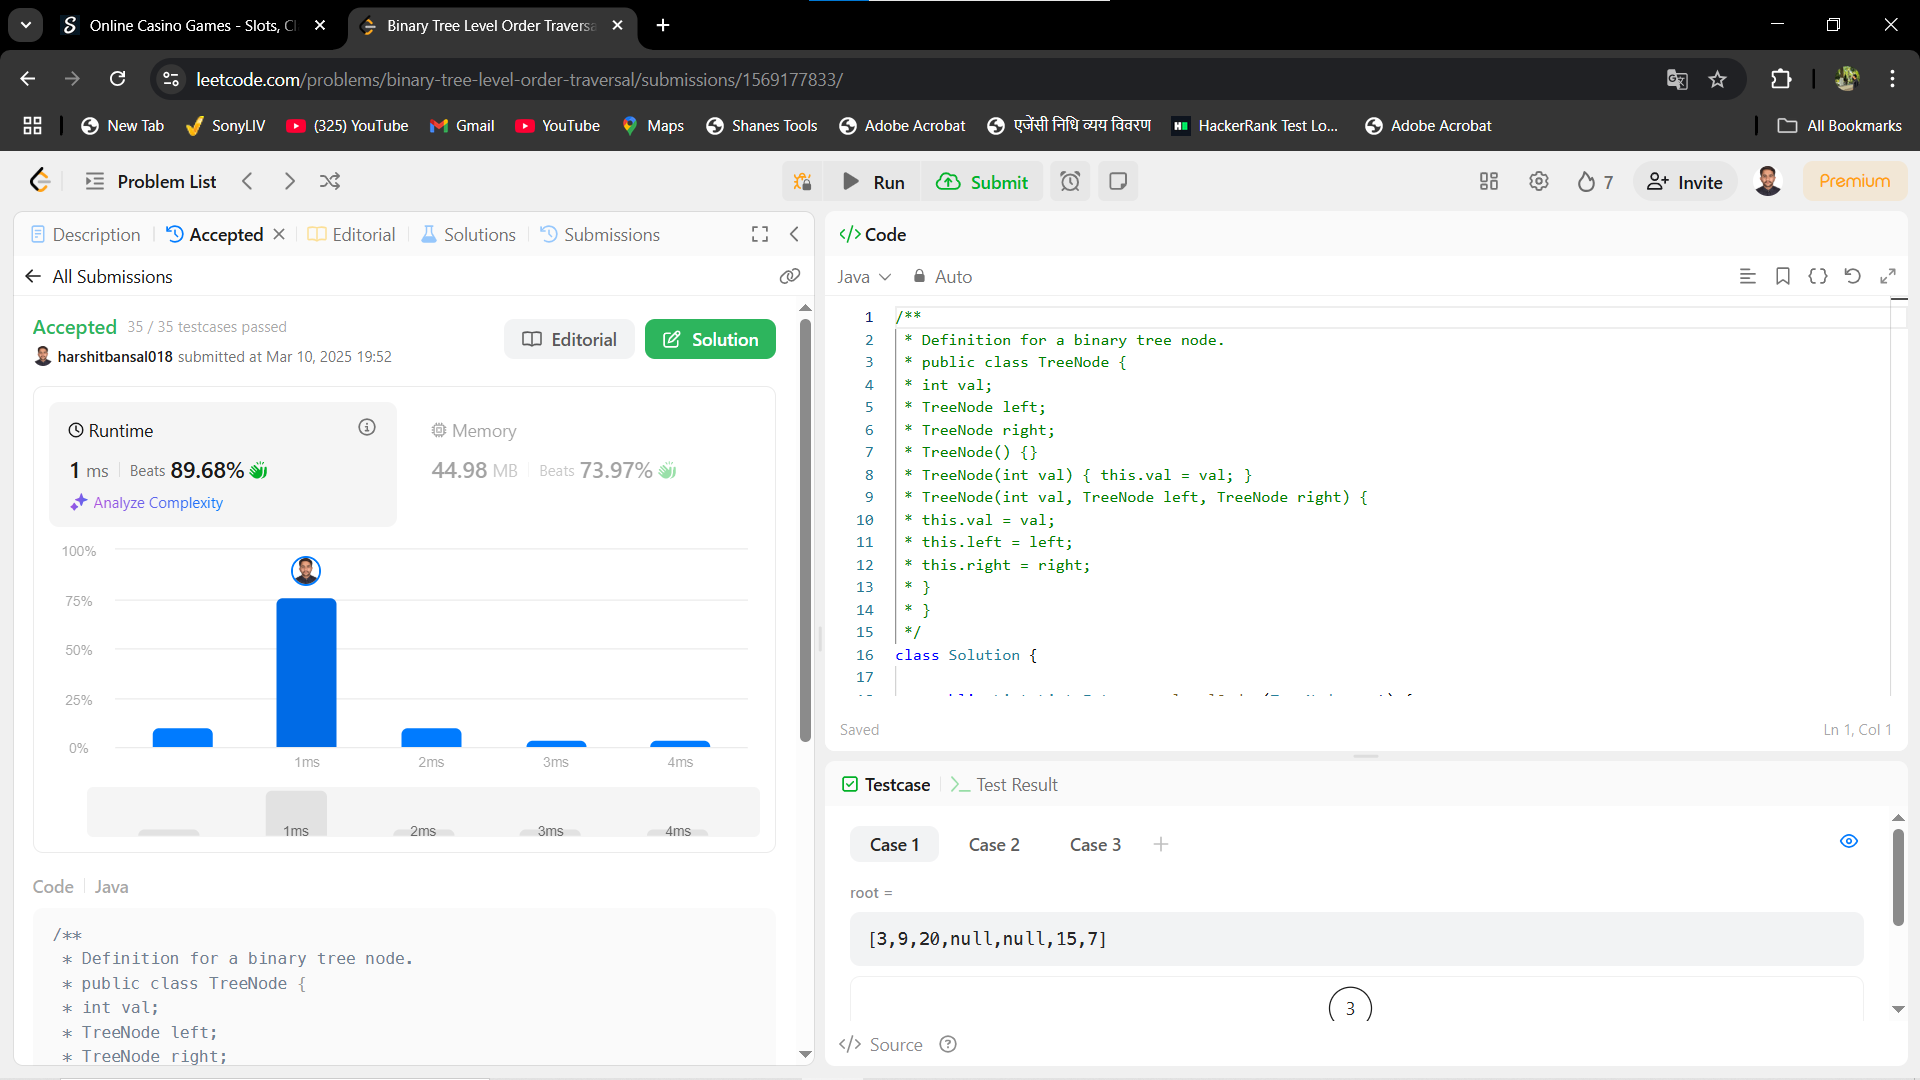 Online Casino Games - Slots, Cl
Binary Tree Level Order Traversa
leetcode.com/problems/binary-tree-level-order-traversal/submissions/1569177833/
New Tab
SonyLIV
(325) YouTube
Gmail
YouTube
Maps
Shanes Tools
Adobe Acrobat
एजेंसी निधि व्यय विवरण
HackerRank Test Lo...
Adobe Acrobat
All Bookmarks
Problem List
Run
Submit
7
Invite
Premium
Description
Accepted
Editorial
Solutions
Submissions
All Submissions
Accepted 35 / 35 testcases passed
harshitbansal018 submitted at Mar 10, 2025 19:52
Editorial
Solution
Runtime
1 ms Beats 89.68%
Analyze Complexity
Memory
44.98 MB Beats 73.97%
100%
75%
50%
25%
0%
1ms
2ms
3ms
4ms
1ms
2ms
3ms
4ms
Code Java
/**
* Definition for a binary tree node.
* public class TreeNode {
* int val;
* TreeNode left;
* TreeNode right;
</> Code
Java
Auto
1 /**
2 * Definition for a binary tree node.
3 * public class TreeNode {
4 * int val;
5 * TreeNode left;
6 * TreeNode right;
7 * TreeNode() {}
8 * TreeNode(int val) { this.val = val; }
9 * TreeNode(int val, TreeNode left, TreeNode right) {
10 * this.val = val;
11 * this.left = left;
12 * this.right = right;
13 * }
14 * }
15 */
16 class Solution {
17
Saved
Ln 1, Col 1
Testcase
Test Result
Case 1
Case 2
Case 3
root =
[3,9,20,null,null,15,7]
3
</> Source